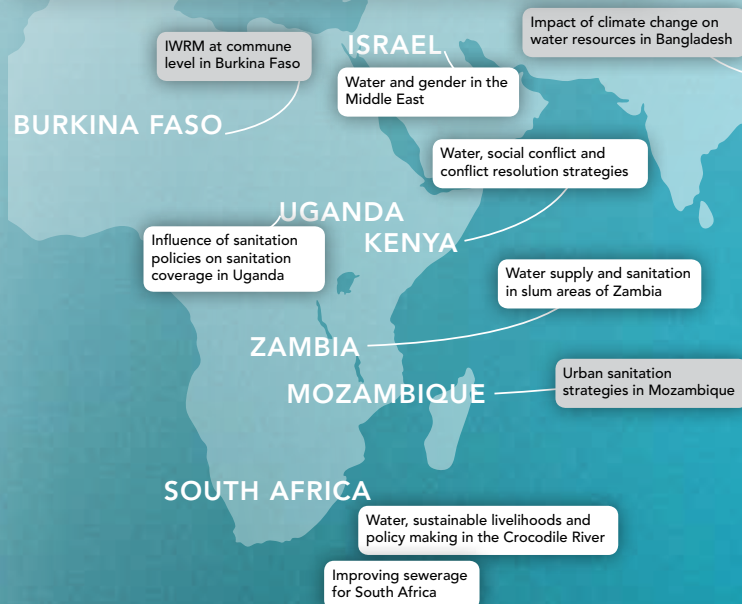 Impact of climate change on
water resources in Bangladesh
IWRM at commune
level in Burkina Faso
ISRAEL
Water and gender in the
Middle East
BURKINA FASO
Water, social conflict and
conflict resolution strategies
UGANDA
KENYA
Influence of sanitation
policies on sanitation
coverage in Uganda
Water supply and sanitation
in slum areas of Zambia
ZAMBIA
MOZAMBIQUE
Urban sanitation
strategies in Mozambique
SOUTH AFRICA
Water, sustainable livelihoods and
policy making in the Crocodile River
Improving sewerage
for South Africa